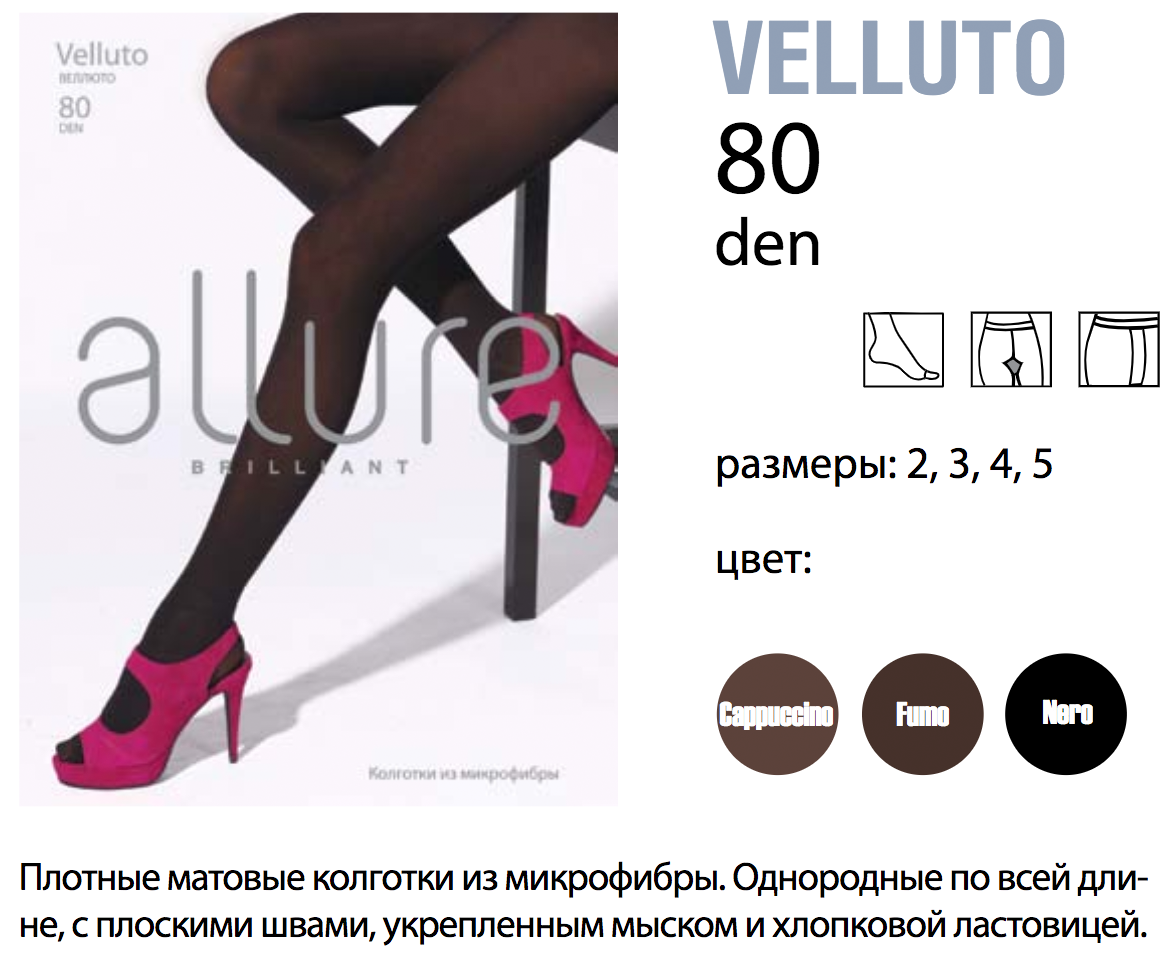 Velluto
ВЕЛЛЮТО
80
DEN
allure
BRILLIANT
Колготки из микрофибры
VELLUTO
80
den
размеры: 2, 3, 4, 5
цвет:
Cappuccino
Fumo
Nero
Плотные матовые колготки из микрофибры. Однородные по всей дли-
не, с плоскими швами, укрепленным мыском и хлопковой ластовицей.